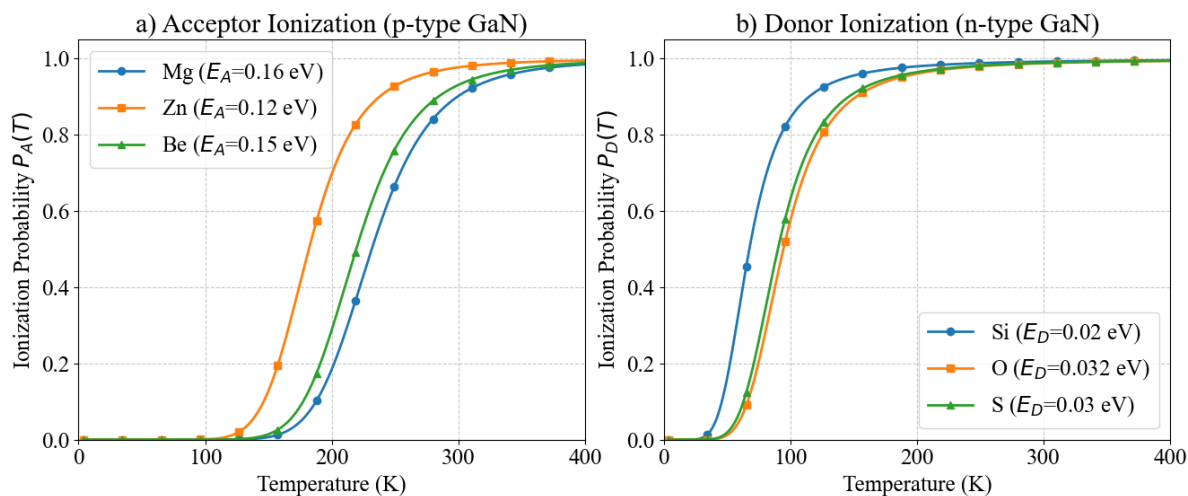 a) Acceptor Ionization (p-type GaN)
Ionization Probability P_A(T)
1.0
0.8
0.6
0.4
0.2
0.0
Mg (E_A=0.16 eV)
Zn (E_A=0.12 eV)
Be (E_A=0.15 eV)
0 100 200 300 400
Temperature (K)
b) Donor Ionization (n-type GaN)
Ionization Probability P_D(T)
1.0
0.8
0.6
0.4
0.2
0.0
Si (E_D=0.02 eV)
O (E_D=0.032 eV)
S (E_D=0.03 eV)
0 100 200 300 400
Temperature (K)